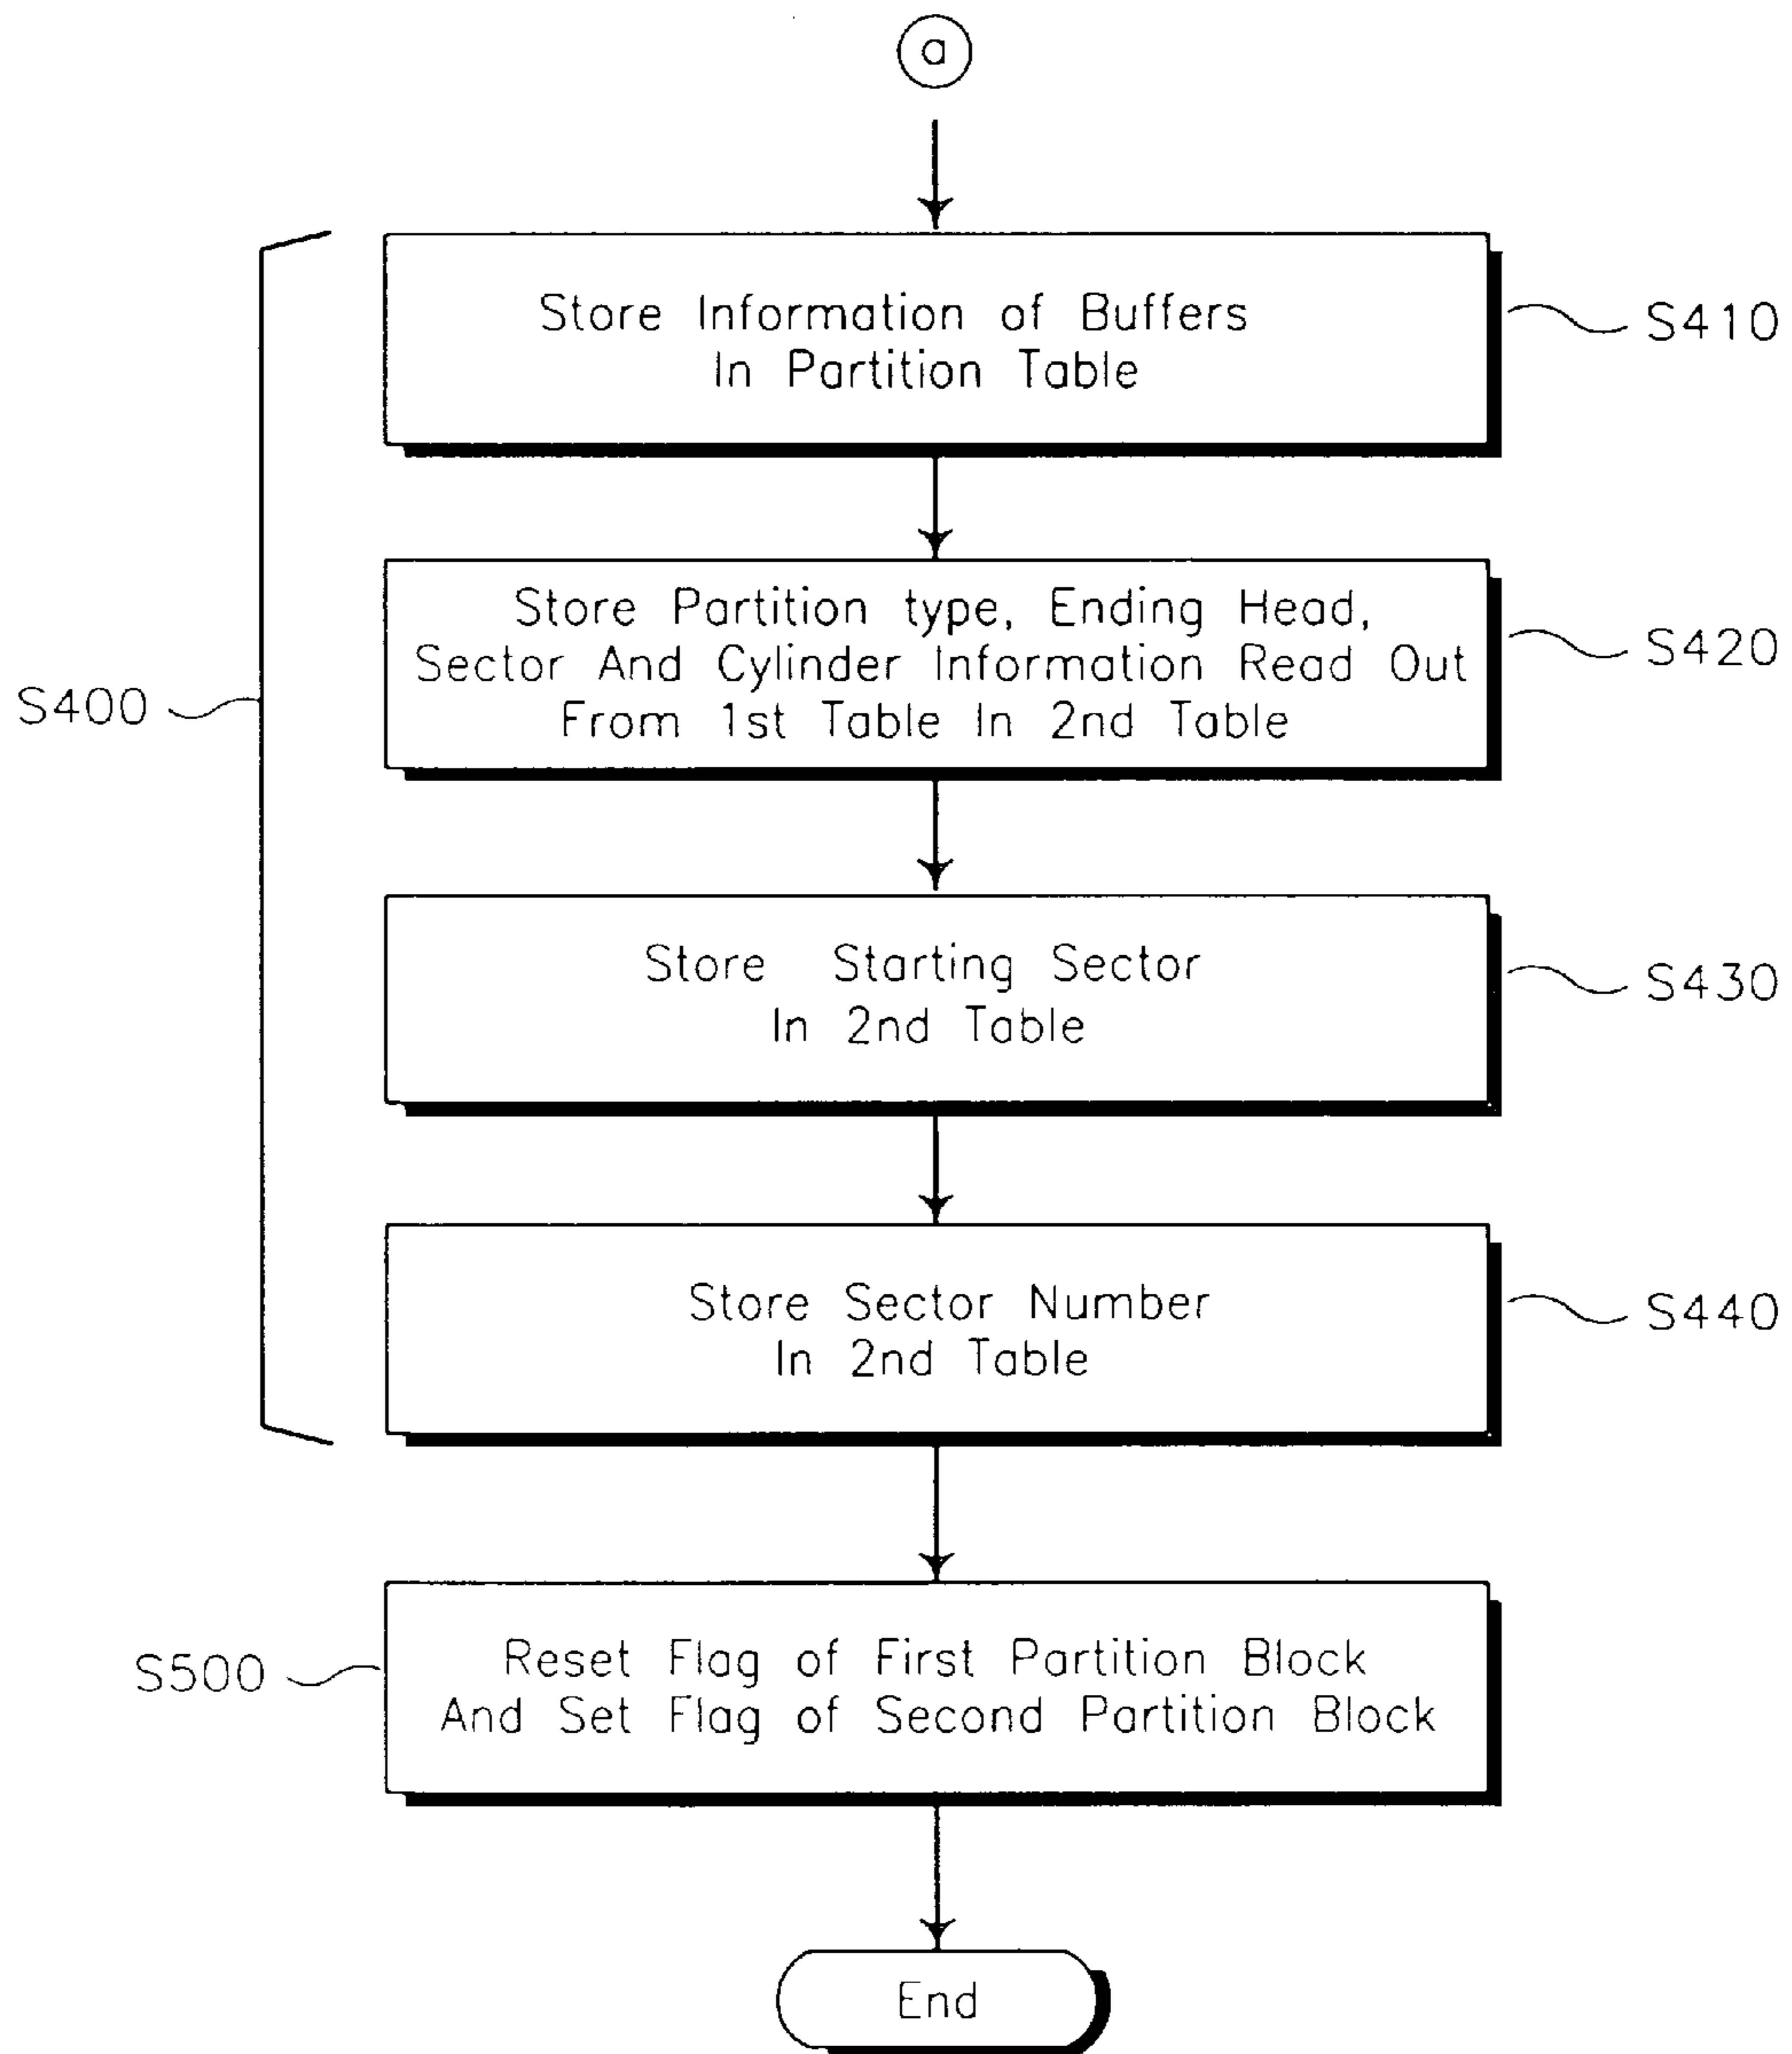 a
Store Information of Buffers
In Partition Table
S410
Store Partition type, Ending Head,
Sector And Cylinder Information Read Out
From 1st Table In 2nd Table
S420
S400
Store Starting Sector
In 2nd Table
S430
Store Sector Number
In 2nd Table
S440
S500
Reset Flag of First Partition Block
And Set Flag of Second Partition Block
End